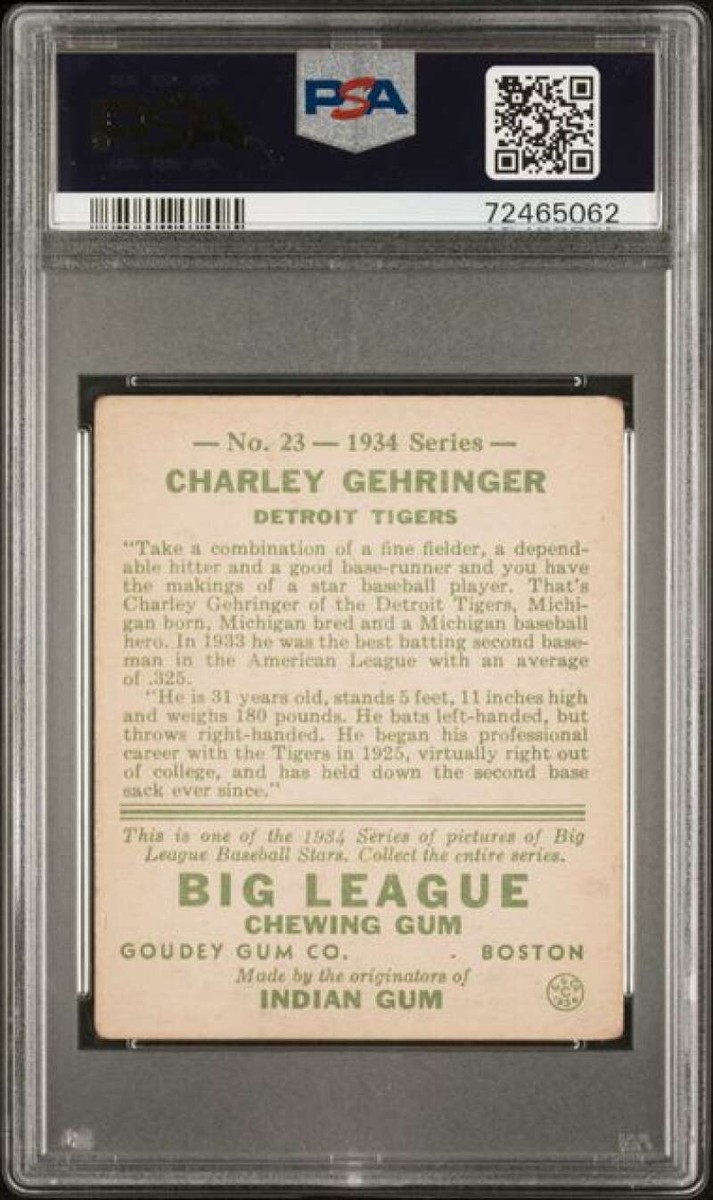 PSA
72465062
— No. 23 — 1934 Series —
CHARLEY GEHRINGER
DETROIT TIGERS
"Take a combination of a fine fielder, a depend-
able hitter and a good base-runner and you have
the makings of a star baseball player. That's
Charley Gehringer of the Detroit Tigers, Michi-
gan born, Michigan bred and a Michigan baseball
hero. In 1933 he was the best batting second base-
man in the American League with an average
of .325.
"He is 31 years old, stands 5 feet, 11 inches high
and weighs 180 pounds. He bats left-handed, but
throws right-handed. He began his professional
career with the Tigers in 1925, virtually right out
of college, and has held down the second base
sack ever since."
This is one of the 1934 Series of pictures of Big
League Baseball Stars. Collect the entire series.
BIG LEAGUE
CHEWING GUM
GOUDEY GUM CO. . BOSTON
Made by the originators of
INDIAN GUM